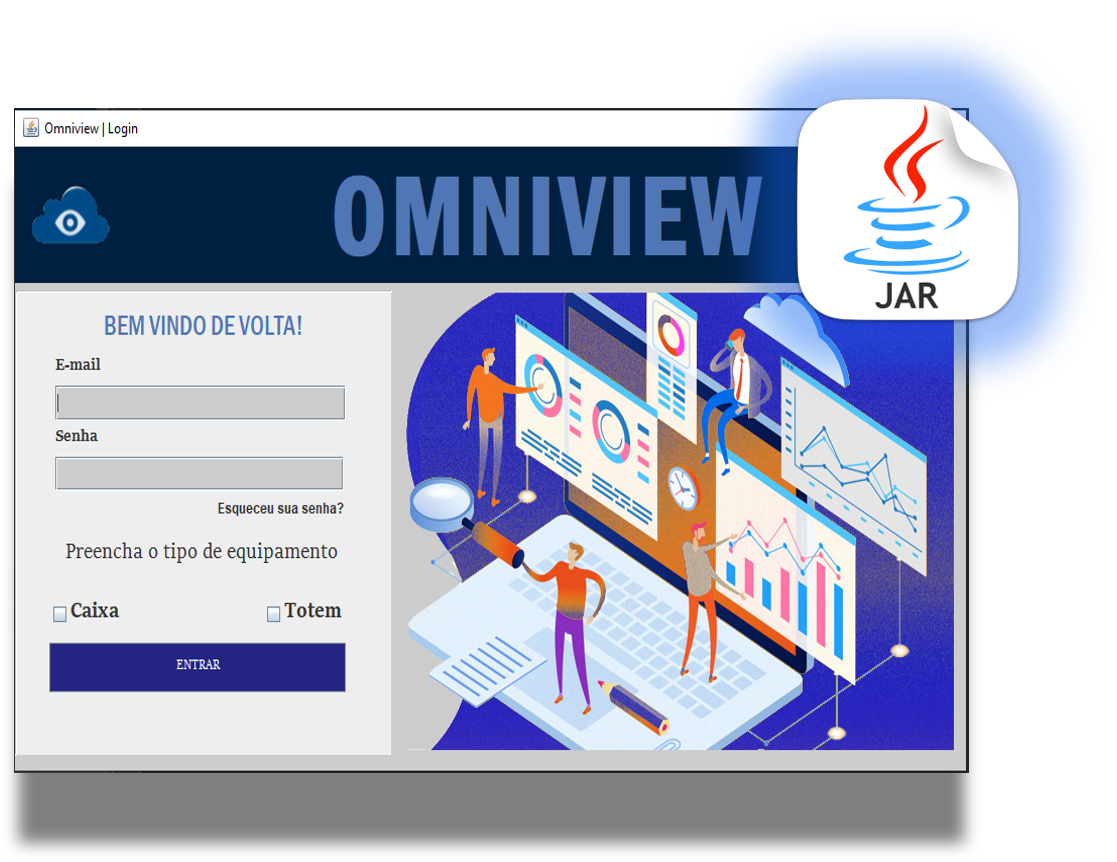 Omniview | Login
OMNIVIEW
JAR
BEM VINDO DE VOLTA!
E-mail
Senha
Esqueceu sua senha?
Preencha o tipo de equipamento
Caixa
Totem
ENTRAR